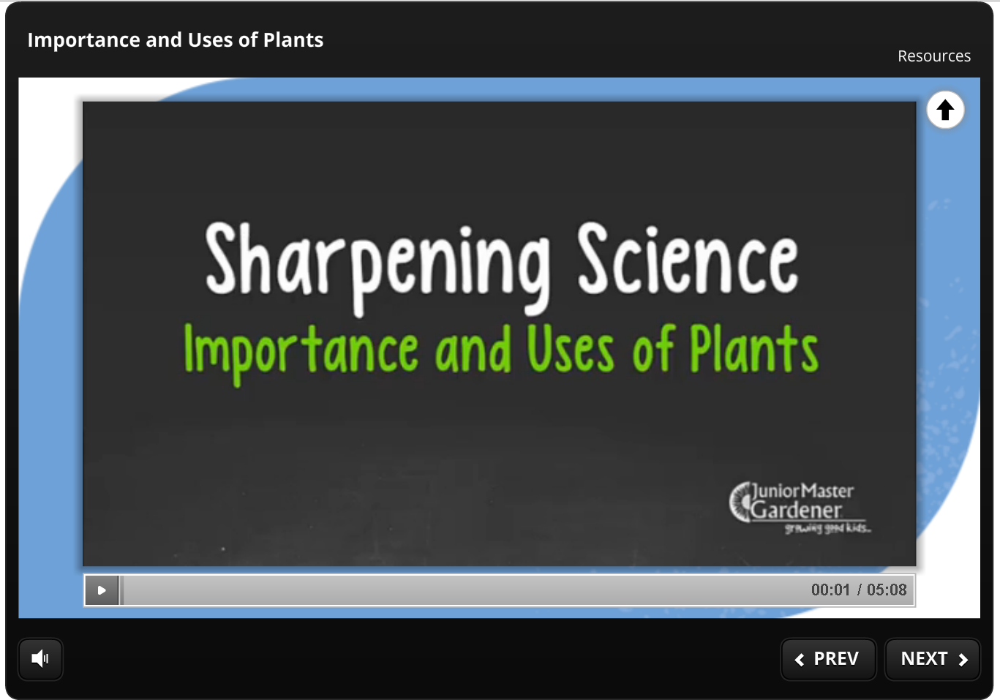 Importance and Uses of Plants
Resources
Sharpening Science
Importance and Uses of Plants
Junior Master
Gardener
growing good kids
00:01 / 05:08
PREV
NEXT